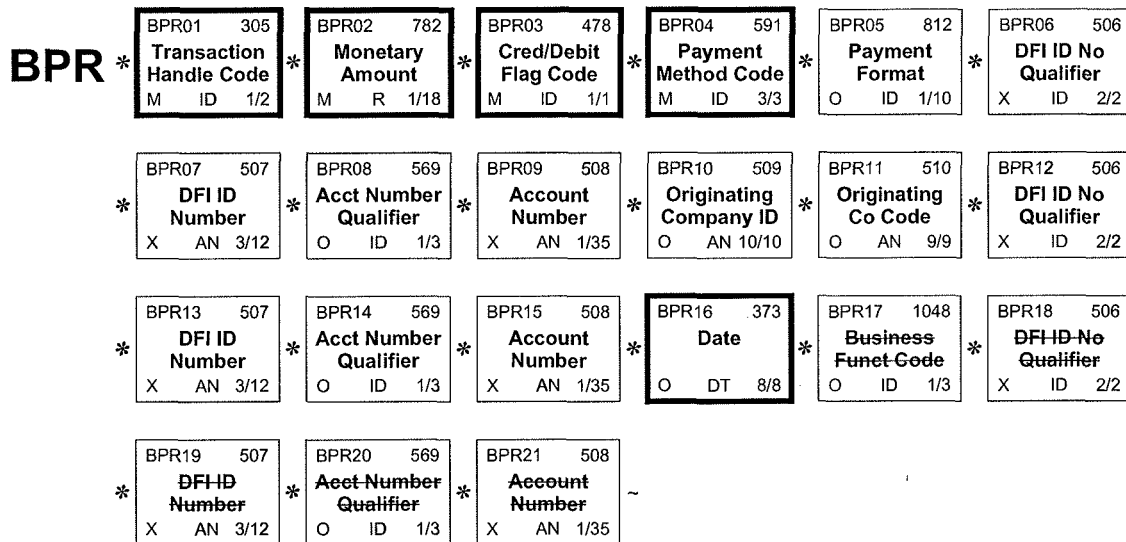 BPR01 305 BPR02 782 BPR03 478 BPR04 591 BPR05 812 BPR06 506
BPR * Transaction * Monetary * Cred/Debit * Payment * Payment * DFI ID No
Handle Code Amount Flag Code Method Code Format Qualifier
M ID 1/2 M R 1/18 M ID 1/1 M ID 3/3 O ID 1/10 X ID 2/2
BPR07 507 BPR08 569 BPR09 508 BPR10 509 BPR11 510 BPR12 506
* DFI ID * Acct Number * Account * Originating * Originating * DFI ID No
Number Qualifier Number Company ID Co Code Qualifier
X AN 3/12 O ID 1/3 X AN 1/35 O AN 10/10 O AN 9/9 X ID 2/2
BPR13 507 BPR14 569 BPR15 508 BPR16 373 BPR17 1048 BPR18 506
* DFI ID * Acct Number * Account * Date * Business * DFI ID No
Number Qualifier Number Funct Code Qualifier
X AN 3/12 O ID 1/3 X AN 1/35 O DT 8/8 O ID 1/3 X ID 2/2
BPR19 507 BPR20 569 BPR21 508
* DFI ID * Acct Number * Account ~
Number Qualifier Number
X AN 3/12 O ID 1/3 X AN 1/35